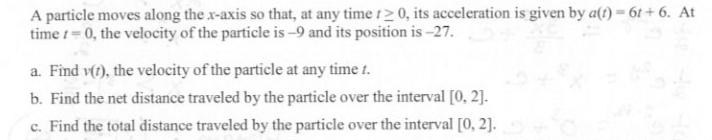 A particle moves along the x-axis so that, at any time t ≥ 0, its acceleration is given by a(t) = 6t + 6. At
time t = 0, the velocity of the particle is –9 and its position is –27.
a. Find v(t), the velocity of the particle at any time t.
b. Find the net distance traveled by the particle over the interval [0, 2].
c. Find the total distance traveled by the particle over the interval [0, 2].